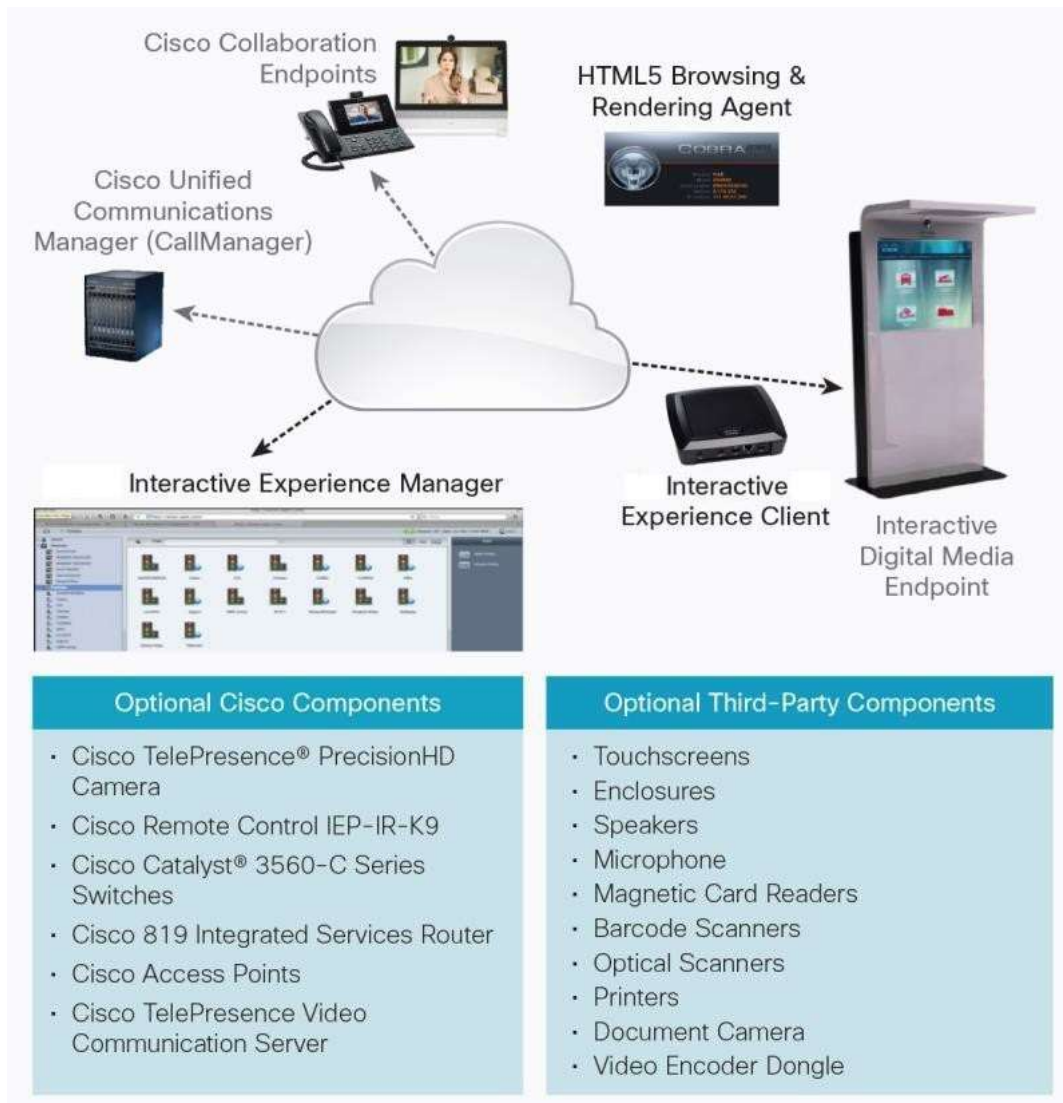 Cisco Collaboration
Endpoints
HTML5 Browsing &
Rendering Agent
COBRA
Cisco Unified
Communications
Manager (CallManager)
Interactive Experience Manager
Interactive
Experience Client
Interactive
Digital Media
Endpoint
Optional Cisco Components
· Cisco TelePresence® PrecisionHD
Camera
· Cisco Remote Control IEP-IR-K9
· Cisco Catalyst® 3560-C Series
Switches
· Cisco 819 Integrated Services Router
· Cisco Access Points
· Cisco TelePresence Video
Communication Server
Optional Third-Party Components
· Touchscreens
· Enclosures
· Speakers
· Microphone
· Magnetic Card Readers
· Barcode Scanners
· Optical Scanners
· Printers
· Document Camera
· Video Encoder Dongle